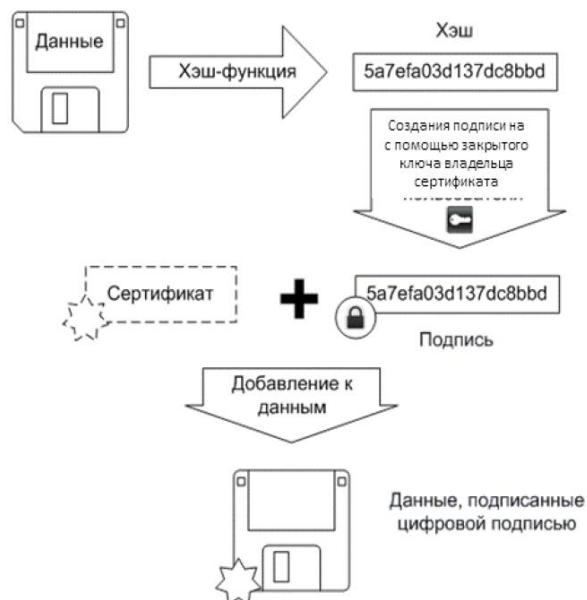 Данные
Хэш-функция
Хэш
5a7efa03d137dc8bbd
Создания подписи на
с помощью закрытого
ключа владельца
сертификата
Сертификат
5a7efa03d137dc8bbd
Подпись
Добавление к
данным
Данные, подписанные
цифровой подписью